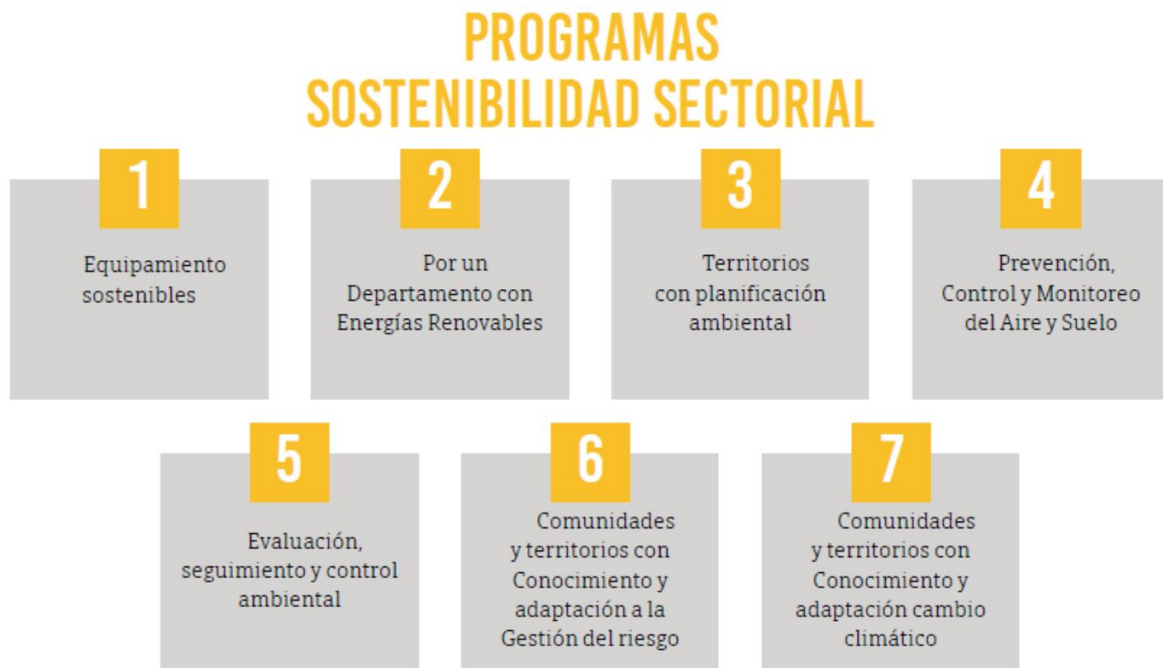 PROGRAMAS
SOSTENIBILIDAD SECTORIAL
1
Equipamiento
sostenibles
2
Por un
Departamento con
Energías Renovables
3
Territorios
con planificación
ambiental
4
Prevención,
Control y Monitoreo
del Aire y Suelo
5
Evaluación,
seguimiento y control
ambiental
6
Comunidades
y territorios con
Conocimiento y
adaptación a la
Gestión del riesgo
7
Comunidades
y territorios con
Conocimiento y
adaptación cambio
climático